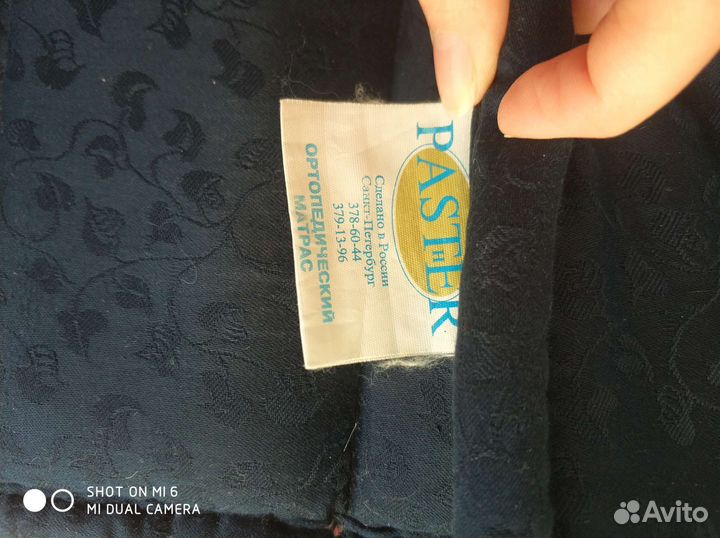 PASTER
Сделано в России
Санкт-Петербург
378-60-44
379-13-96
ОРТОПЕДИЧЕСКИЙ
МАТРАС
SHOT ON MI 6
MI DUAL CAMERA
Avito